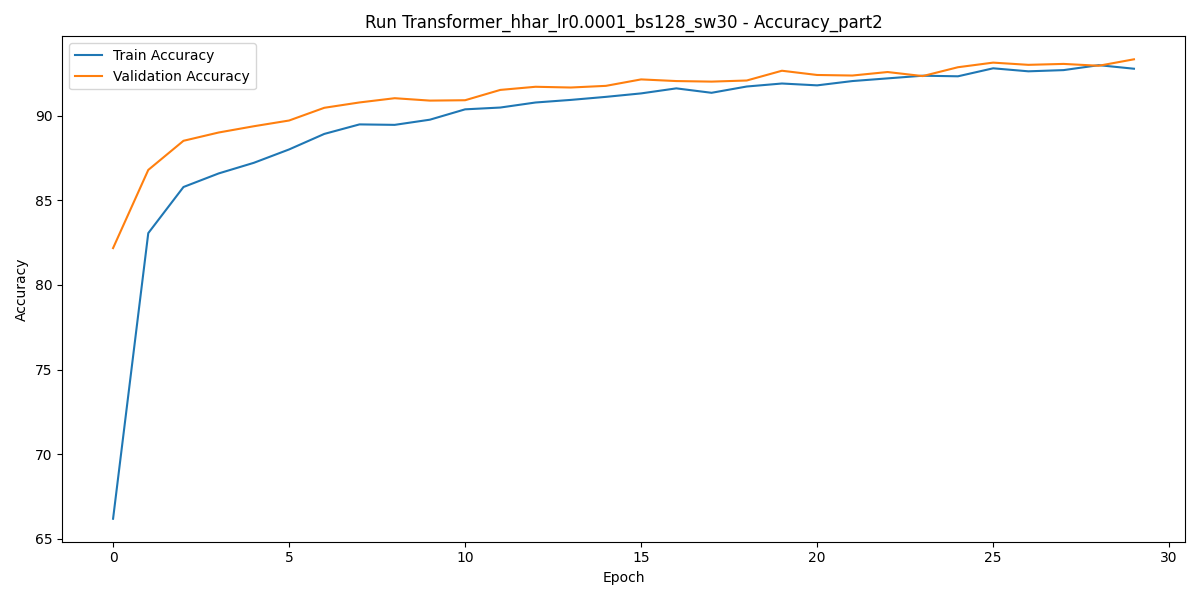 Run Transformer_hhar_lr0.0001_bs128_sw30 - Accuracy_part2
Train Accuracy
Validation Accuracy
Accuracy
90
85
80
75
70
65
0 5 10 15 20 25 30
Epoch